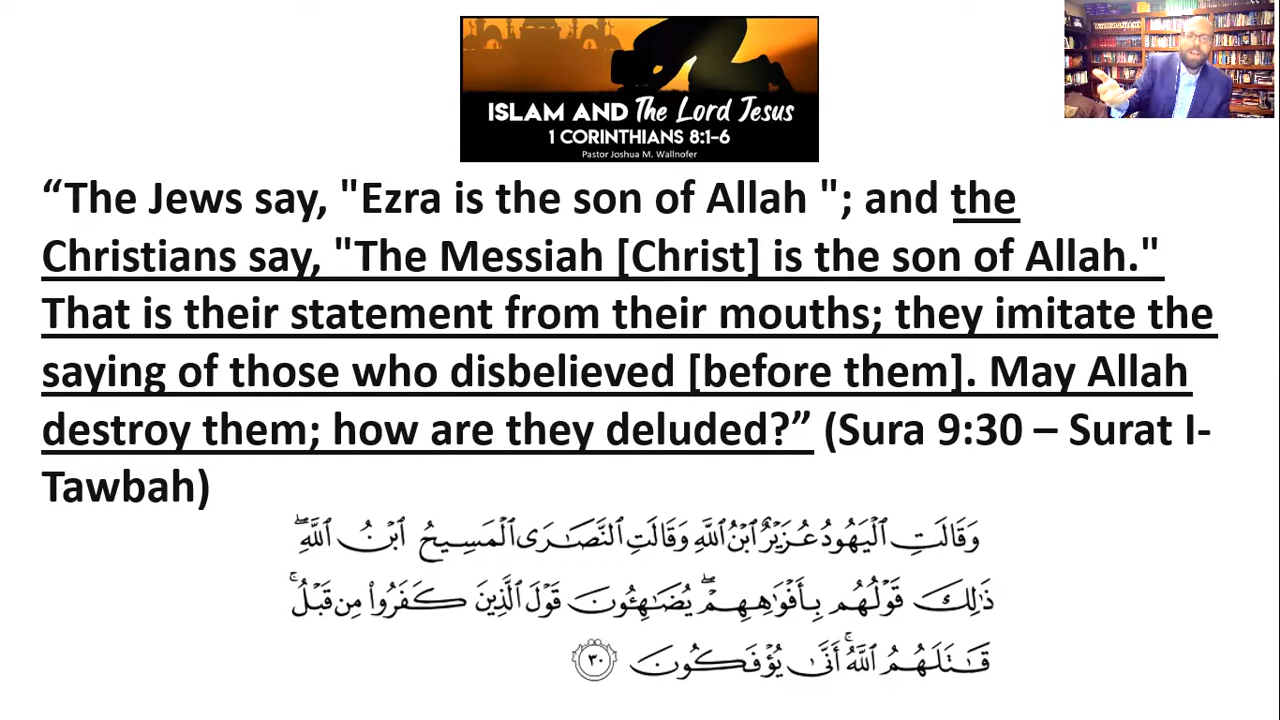 ISLAM AND The Lord Jesus
1 CORINTHIANS 8:1-6
Pastor Joshua M. Wallnofer
“The Jews say, "Ezra is the son of Allah "; and the
Christians say, "The Messiah [Christ] is the son of Allah."
That is their statement from their mouths; they imitate the
saying of those who disbelieved [before them]. May Allah
destroy them; how are they deluded?” (Sura 9:30 – Surat I-
Tawbah)
وَقَالَتِ ٱلْيَهُودُ عُزَيْرٌ ٱبْنُ ٱللَّهِ وَقَالَتِ ٱلنَّصَـٰرَى ٱلْمَسِيحُ ٱبْنُ ٱللَّهِ ۖ
ذَٰلِكَ قَوْلُهُم بِأَفْوَٰهِهِمْ ۖ يُضَـٰهِـُٔونَ قَوْلَ ٱلَّذِينَ كَفَرُوا۟ مِن قَبْلُ ۚ
قَـٰتَلَهُمُ ٱللَّهُ ۚ أَنَّىٰ يُؤْفَكُونَ ٣٠